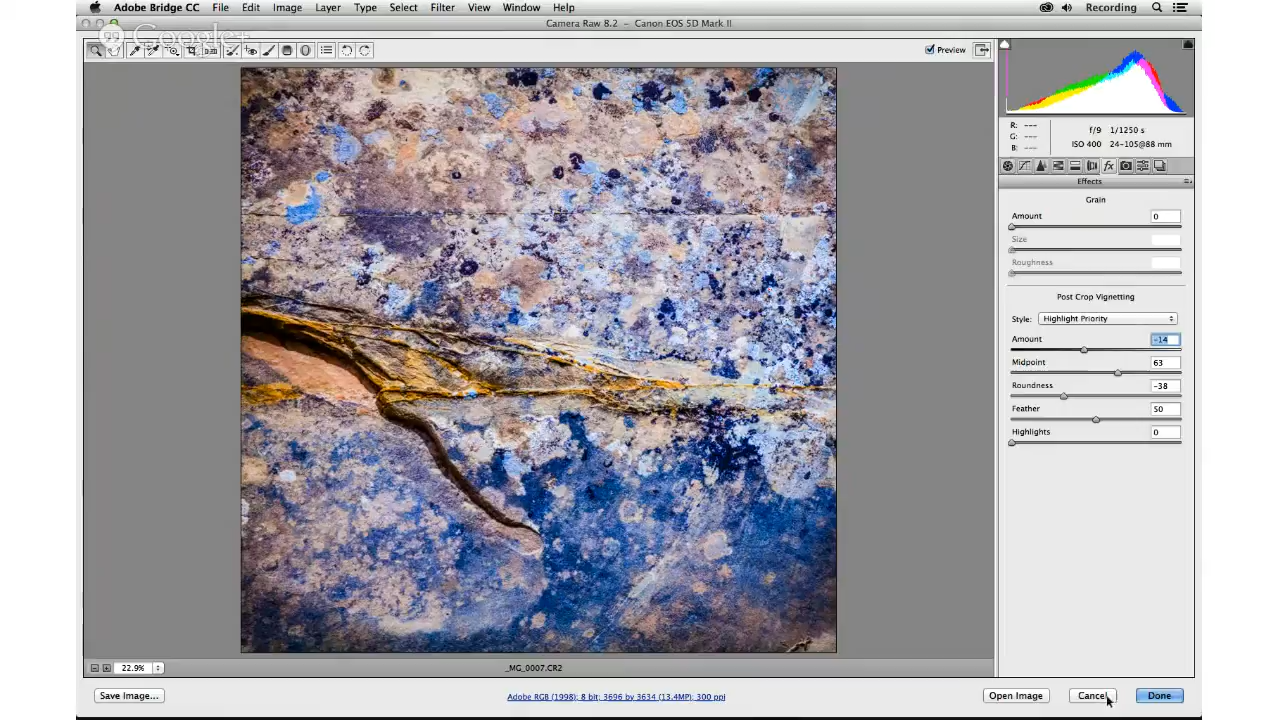 Adobe Bridge CC File Edit Image Layer Type Select Filter View Window Help Recording
Camera Raw 8.2 - Canon EOS 5D Mark II
Google+
Preview
R: ---
G: ---
B: ---
f/9 1/1250 s
ISO 400 24-105@88 mm
fx
Effects
Grain
Amount 0
Size
Roughness
Post Crop Vignetting
Style: Highlight Priority
Amount -14
Midpoint 63
Roundness -38
Feather 50
Highlights 0
22.9%
_MG_0007.CR2
Save Image...
Adobe RGB (1998); 8 bit; 3696 by 3634 (13.4MP); 300 ppi
Open Image
Cancel
Done